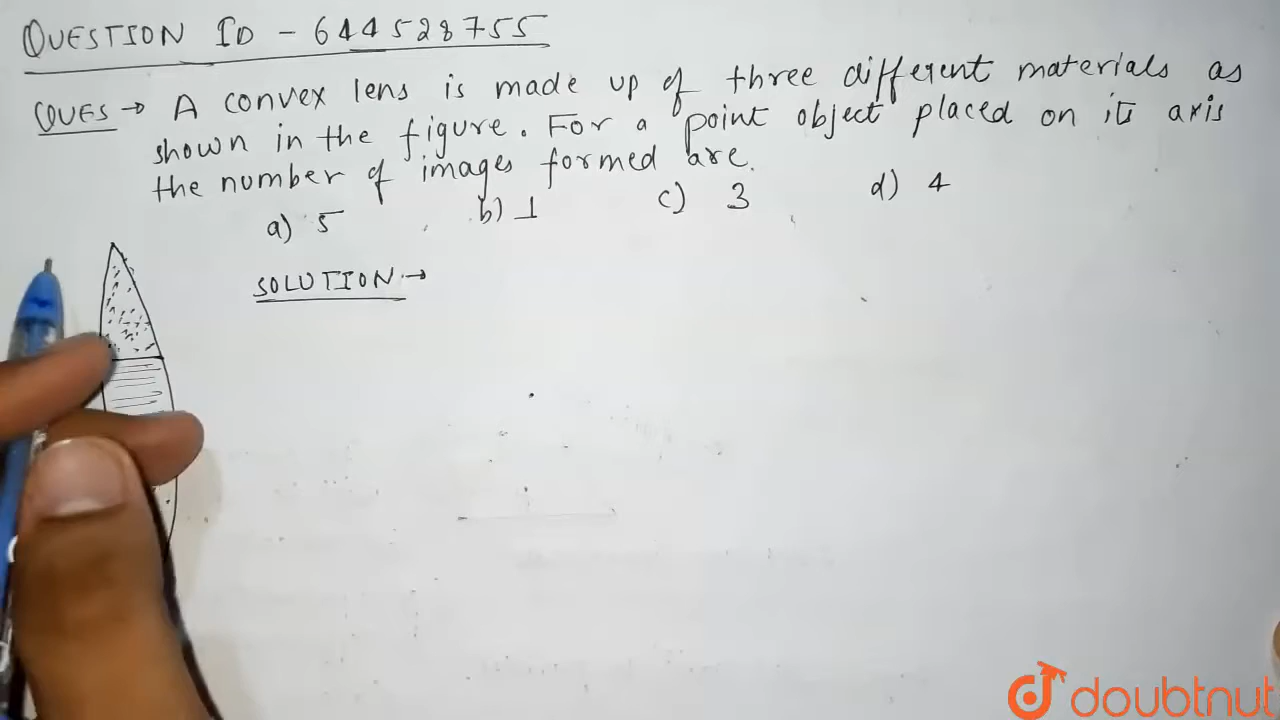 QUESTION ID - 644528755
QUES → A convex lens is made up of three different materials as
shown in the figure. For a point object placed on its axis
the number of images formed are.
a) 5 b) 1 c) 3 d) 4
SOLUTION →
doubtnut